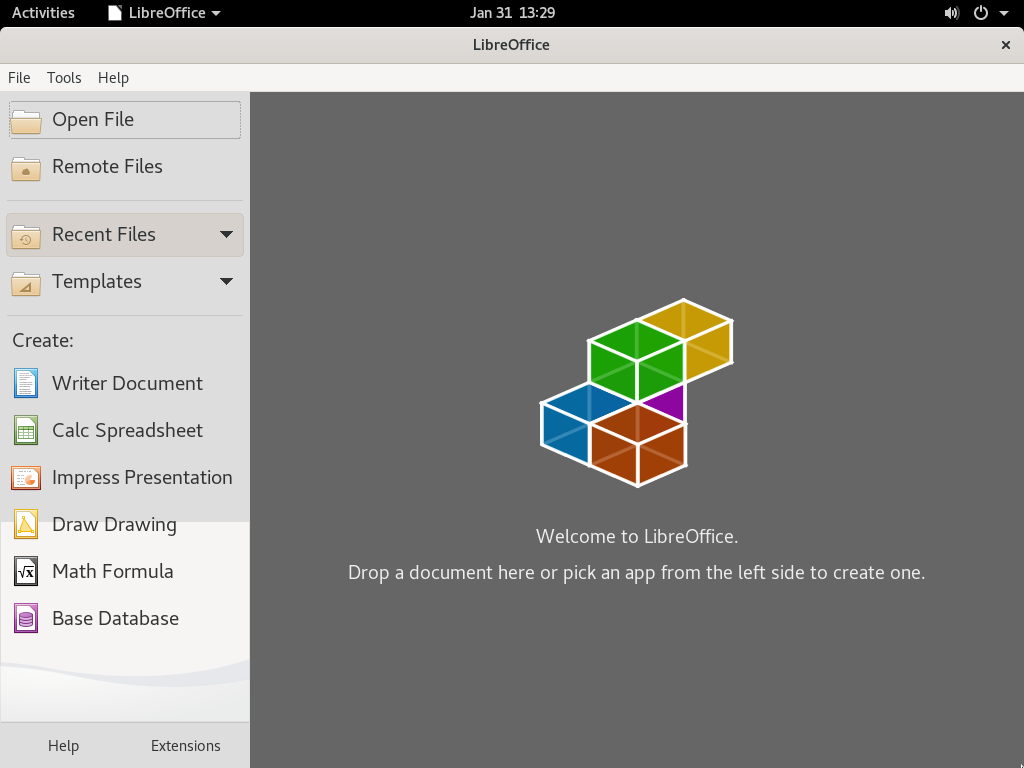 Activities LibreOffice Jan 31 13:29
LibreOffice
File Tools Help
Open File
Remote Files
Recent Files
Templates
Create:
Writer Document
Calc Spreadsheet
Impress Presentation
Draw Drawing
Math Formula
Base Database
Help Extensions
Welcome to LibreOffice.
Drop a document here or pick an app from the left side to create one.